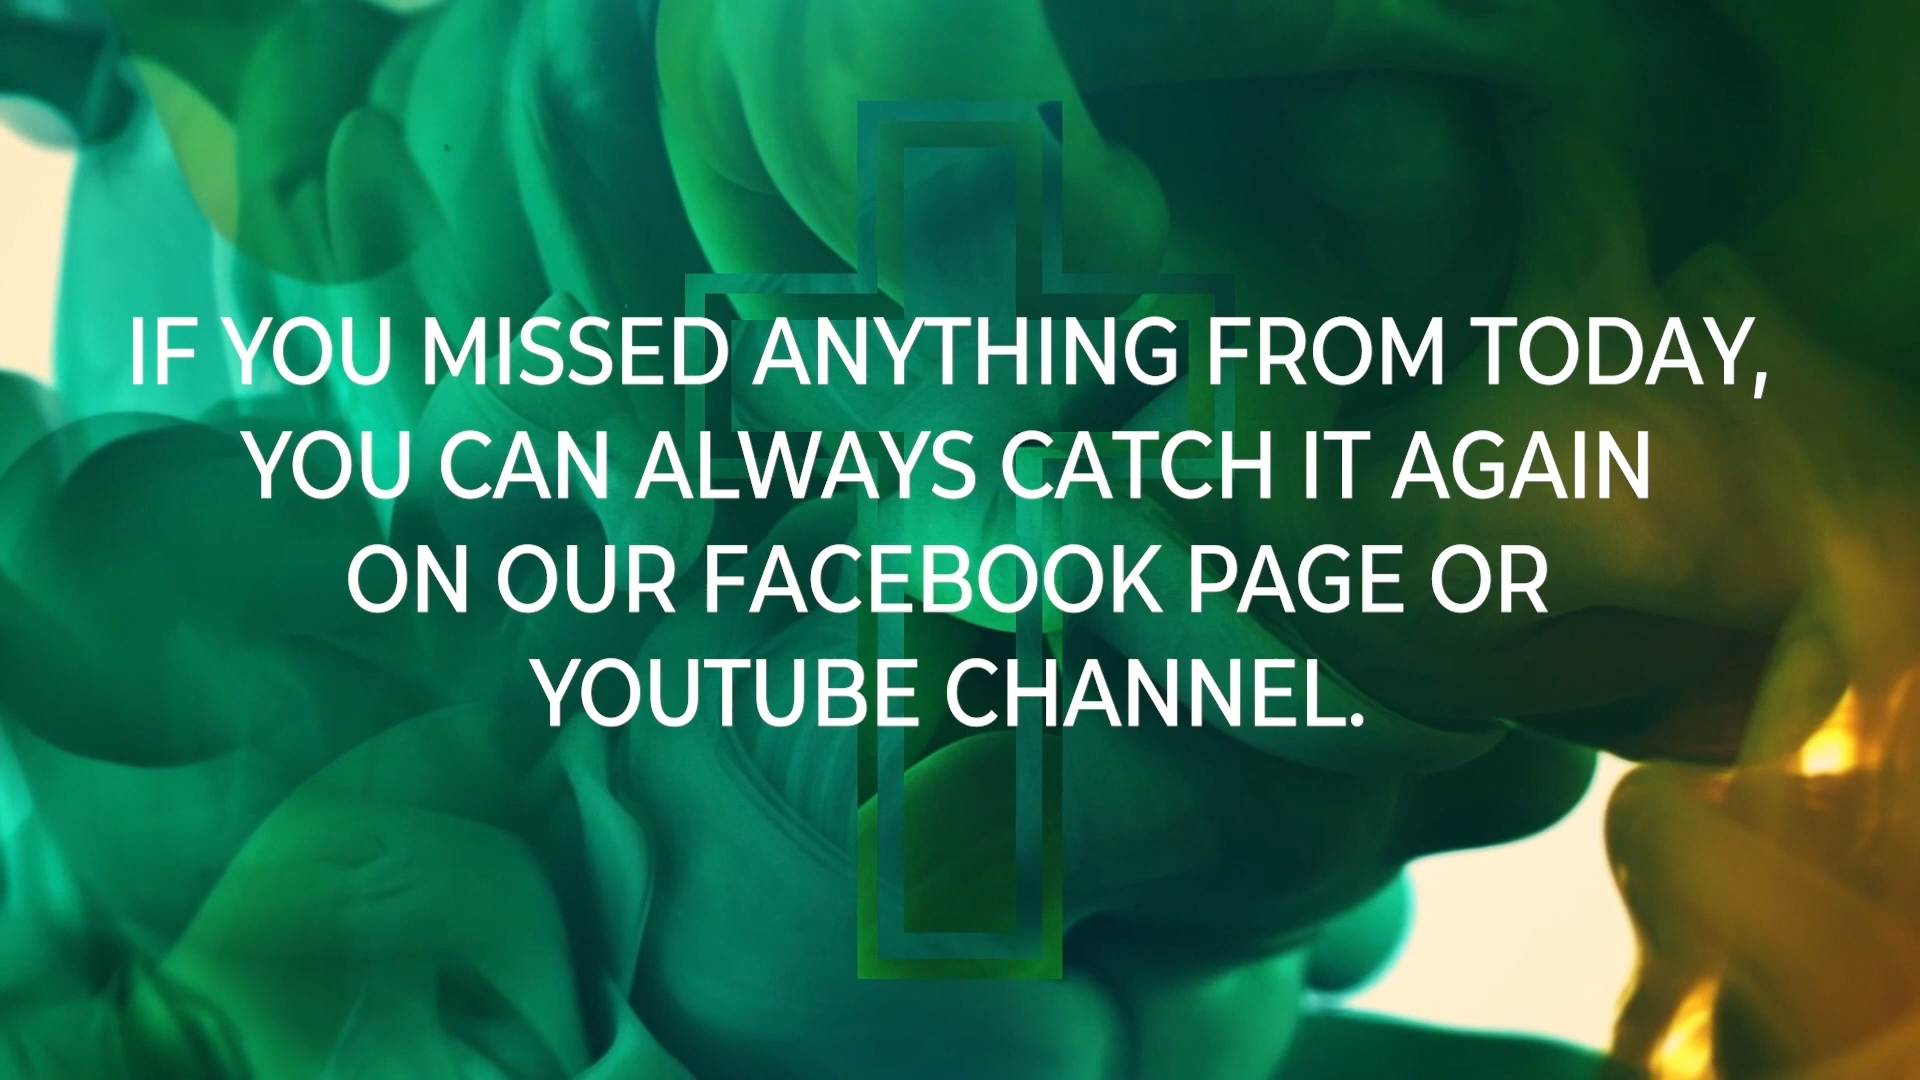 IF YOU MISSED ANYTHING FROM TODAY,
YOU CAN ALWAYS CATCH IT AGAIN
ON OUR FACEBOOK PAGE OR
YOUTUBE CHANNEL.